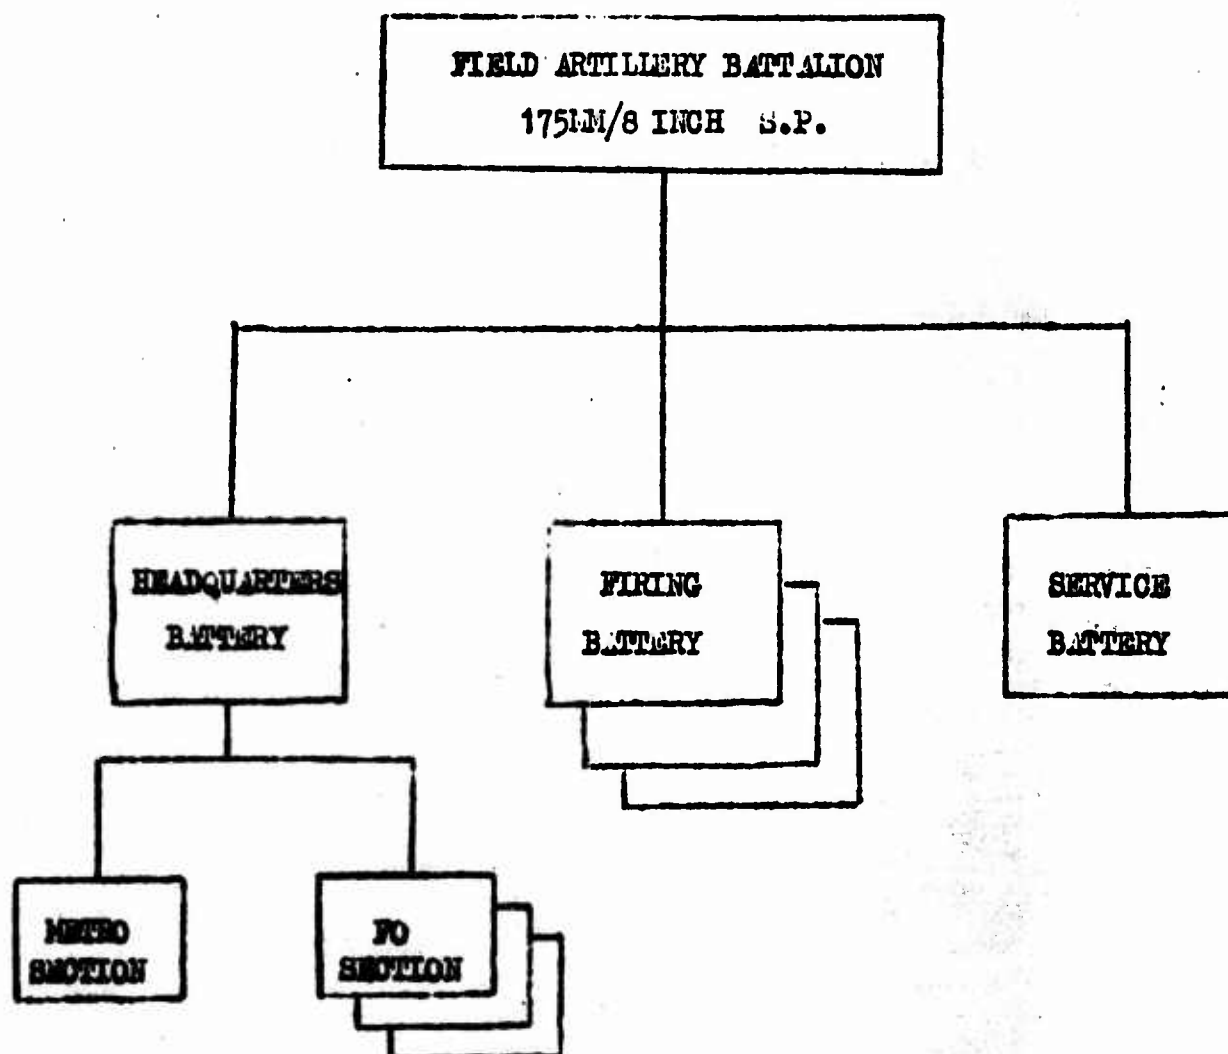 FIELD ARTILLERY BATTALION
175MM/8 INCH S.P.
HEADQUARTERS
BATTERY
FIRING
BATTERY
SERVICE
BATTERY
METRO
SECTION
FO
SECTION